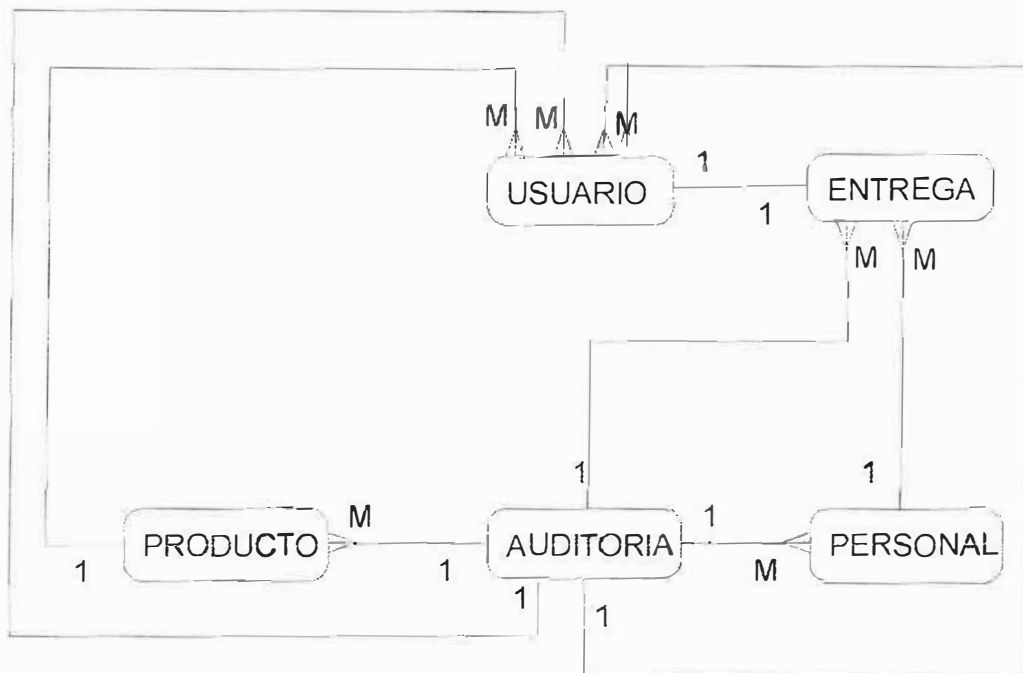 M M M
1
USUARIO ENTREGA
1
M M
1 1
M 1
PRODUCTO AUDITORIA PERSONAL
1 1 M
1 1